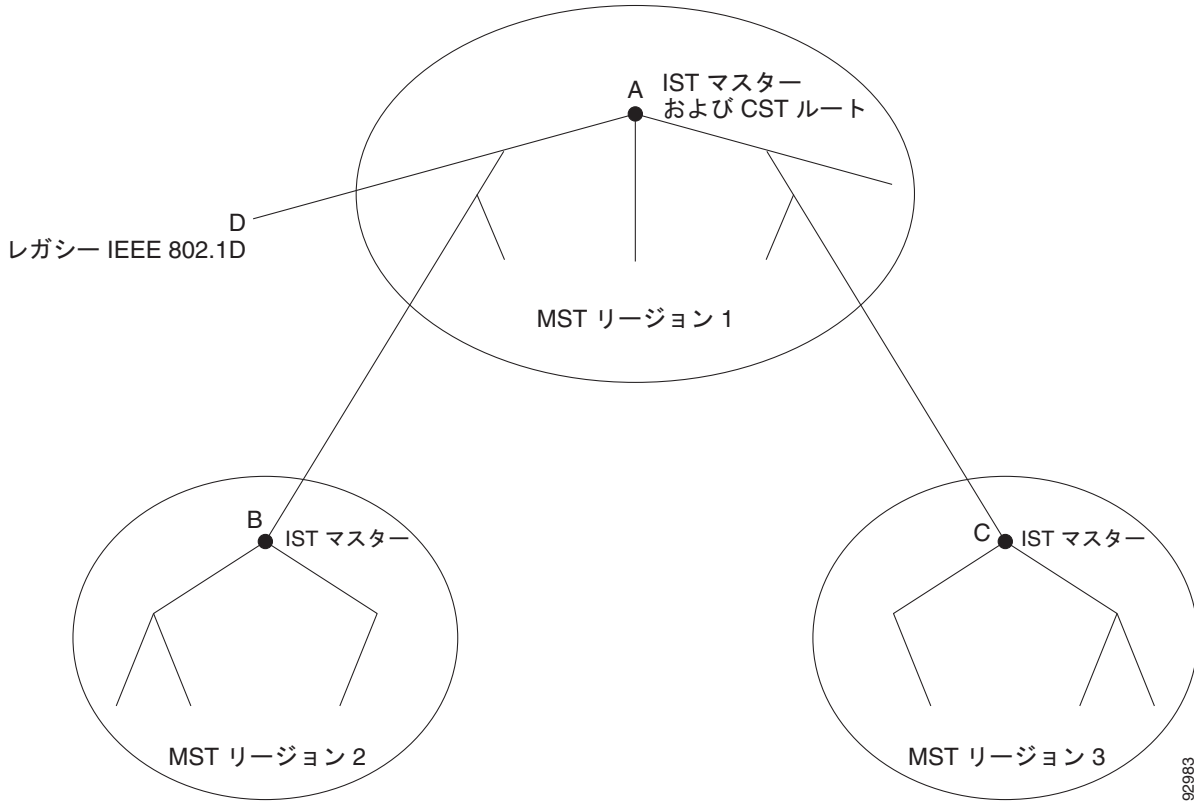 A
IST マスター
および CST ルート
D
レガシー IEEE 802.1D
MST リージョン 1
B
IST マスター
C
IST マスター
MST リージョン 2
MST リージョン 3
92983